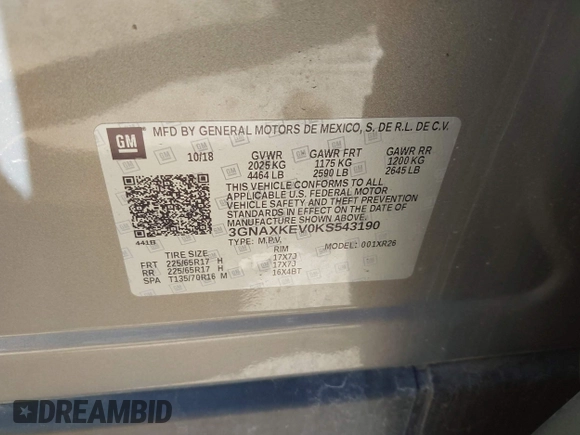 GM
MFD BY GENERAL MOTORS DE MEXICO, S. DE R.L. DE C.V.
10/18 GVWR GAWR FRT GAWR RR
2025 KG 1175 KG 1200 KG
4464 LB 2590 LB 2645 LB
THIS VEHICLE CONFORMS TO ALL
APPLICABLE U.S. FEDERAL MOTOR
VEHICLE SAFETY AND THEFT
PREVENTION STANDARDS IN
EFFECT ON THE DATE OF
MANUFACTURE SHOWN ABOVE.
3GNAXKEV0KS543190
441B TYPE: M.P.V. MODEL: 001XR26
TIRE SIZE RIM
FRT 225/65R17 H 17X7J
RR 225/65R17 H 17X7J
SPA T135/70R16 M 16X4BT
DREAMBID